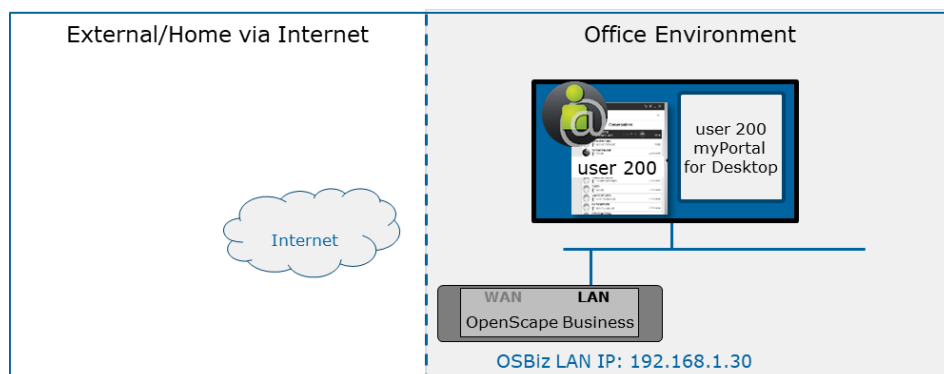 External/Home via Internet
Office Environment
user 200
user 200
myPortal
for Desktop
Internet
WAN LAN
OpenScape Business
OSBiz LAN IP: 192.168.1.30